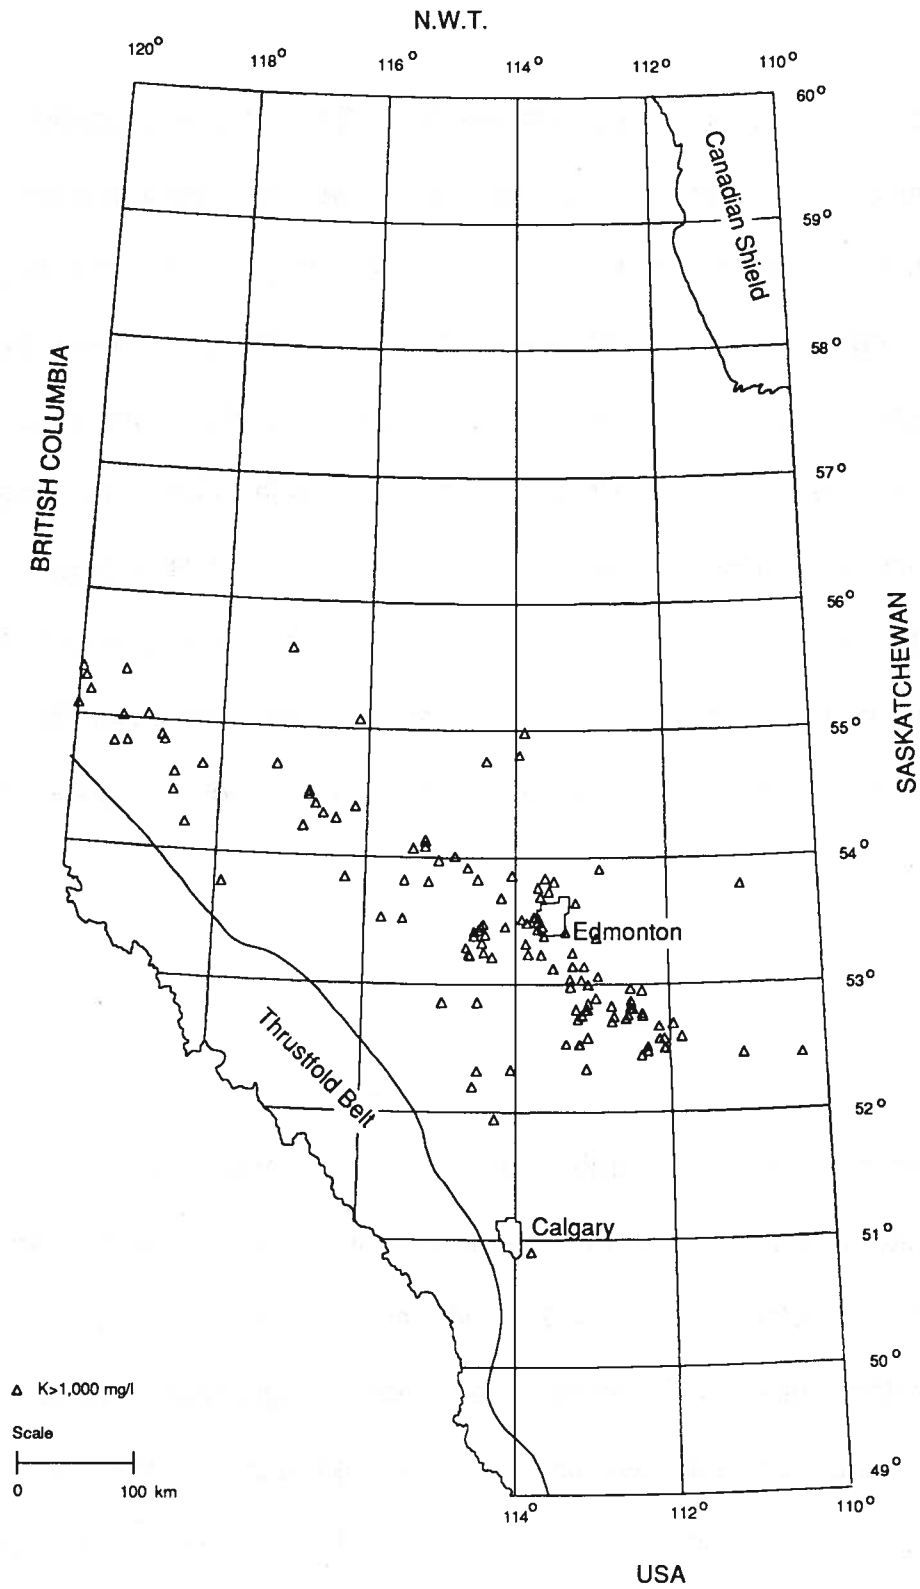 N.W.T.
120°
118°
116°
114°
112°
110°
60°
Canadian Shield
59°
58°
BRITISH COLUMBIA
57°
56°
SASKATCHEWAN
55°
54°
Edmonton
53°
Thrustfold Belt
52°
Calgary
51°
50°
K>1,000 mg/l
Scale
0 100 km
49°
114°
112°
110°
USA